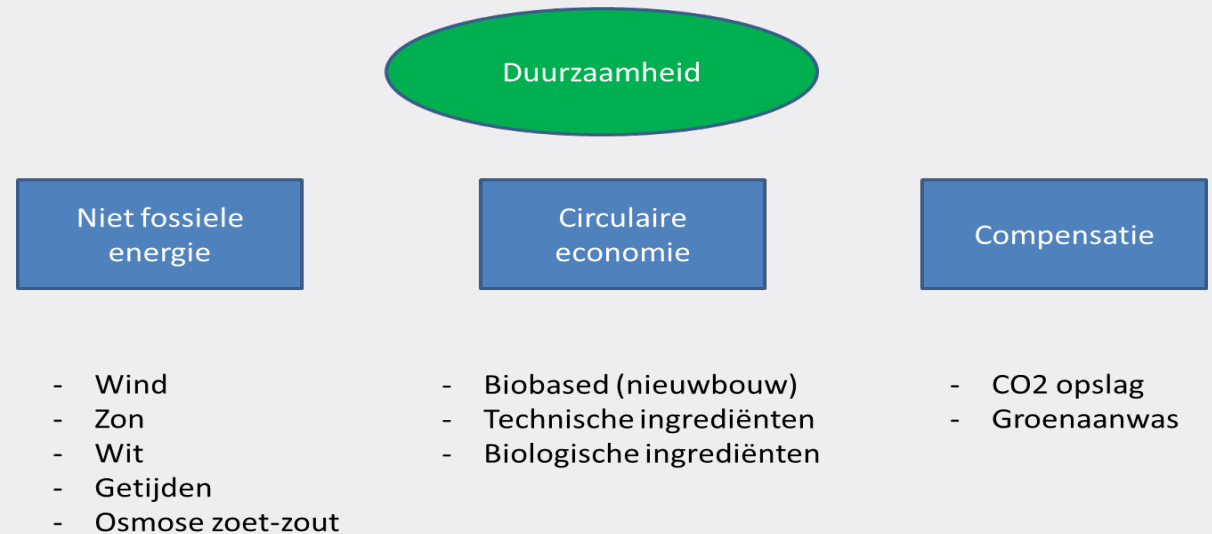 Duurzaamheid
Niet fossiele
energie
Circulaire
economie
Compensatie
- Wind
- Zon
- Wit
- Getijden
- Osmose zoet-zout
- Biobased (nieuwbouw)
- Technische ingrediënten
- Biologische ingrediënten
- CO2 opslag
- Groenaanwas